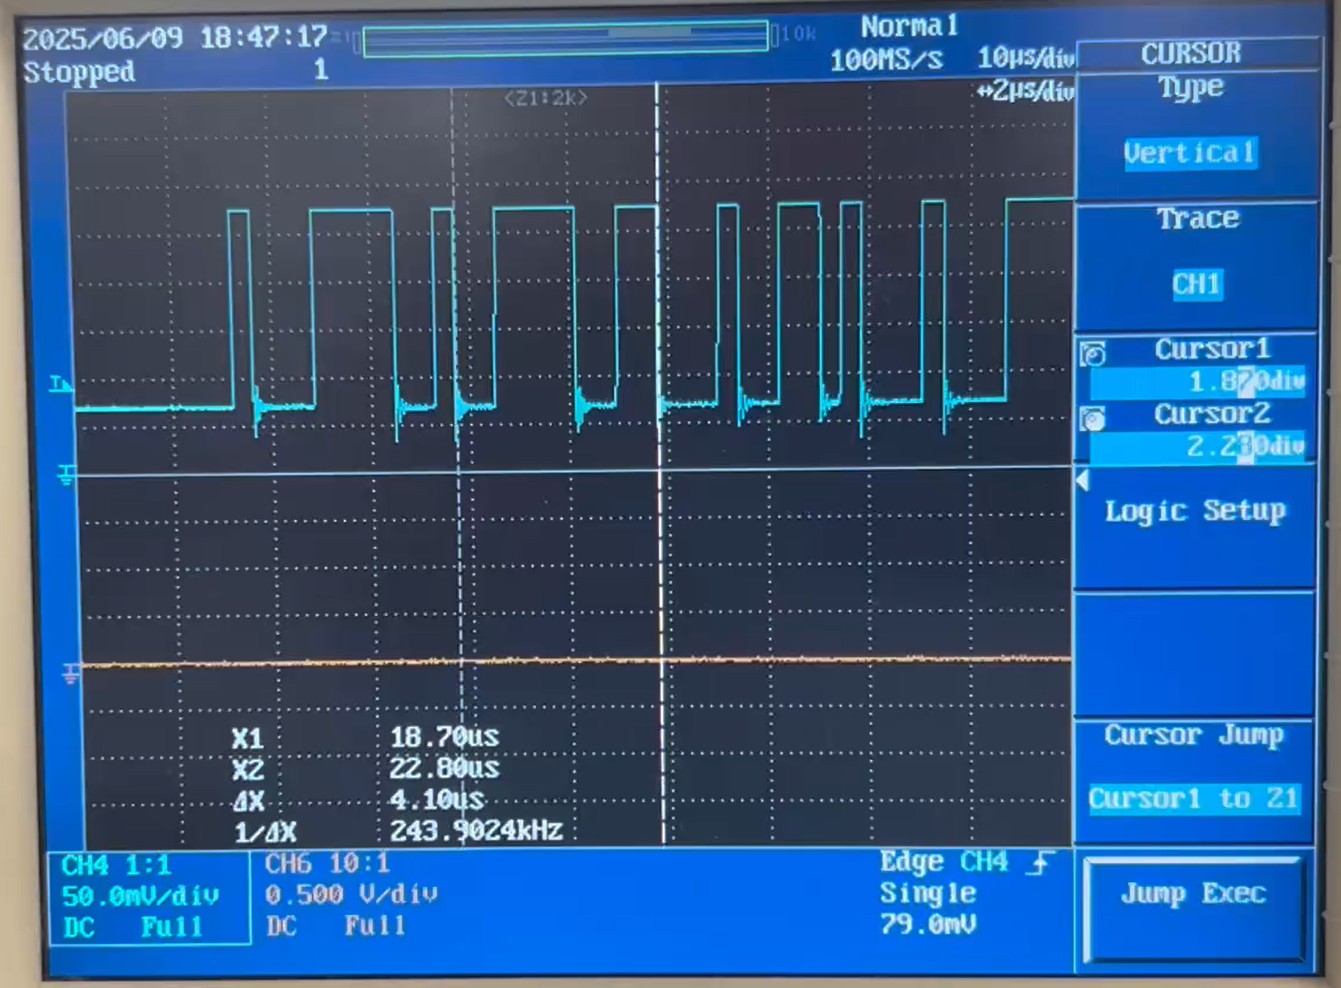 2025/06/09 18:47:17
Stopped 1
10k
Normal
100MS/s 10µs/div
↔2µs/div
<Z1:2k>
CURSOR
Type
Vertical
Trace
CH1
Cursor1
1.870div
Cursor2
2.280div
Logic Setup
Cursor Jump
Cursor1 to Z1
Jump Exec
X1 18.70us
X2 22.80us
ΔX 4.10us
1/ΔX 243.9024kHz
CH4 1:1
50.0mV/div
DC Full
CH6 10:1
0.500 V/div
DC Full
Edge CH4
Single
79.0mV